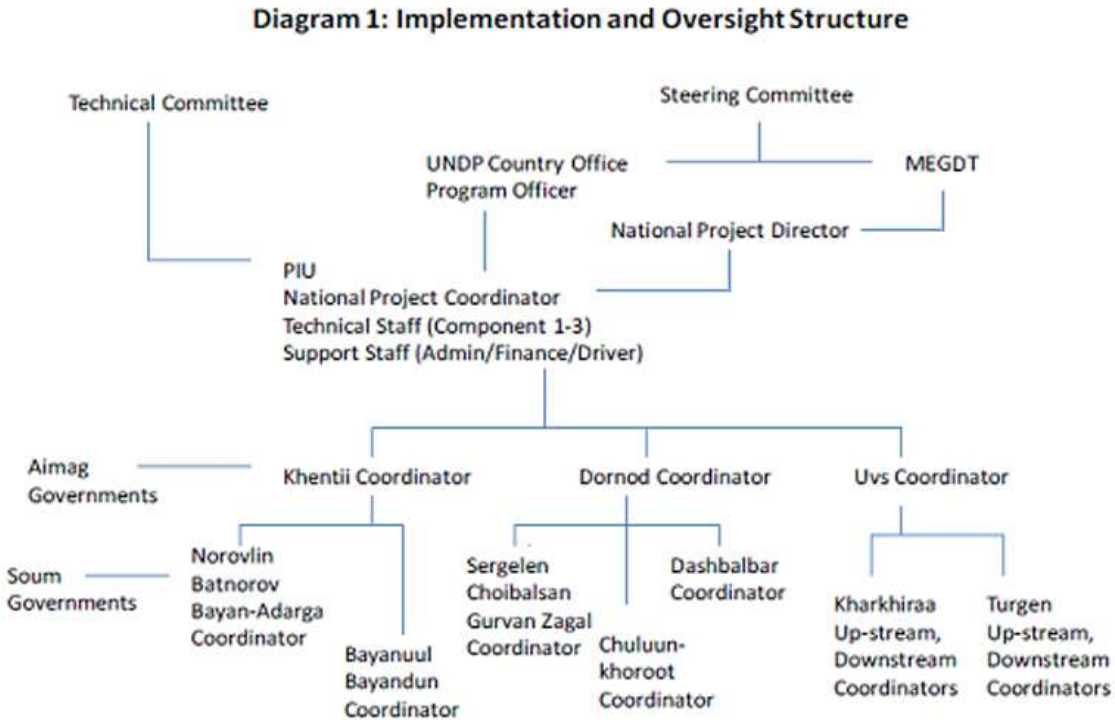 Diagram 1: Implementation and Oversight Structure
Technical Committee
Steering Committee
UNDP Country Office
Program Officer
MEGDT
National Project Director
PIU
National Project Coordinator
Technical Staff (Component 1-3)
Support Staff (Admin/Finance/Driver)
Aimag
Governments
Khentii Coordinator
Dornod Coordinator
Uvs Coordinator
Soum
Governments
Norovlin
Batnorov
Bayan-Adarga
Coordinator
Bayanuul
Bayandun
Coordinator
Sergelen
Choibalsan
Gurvan Zagal
Coordinator
Chuluun-
khoroot
Coordinator
Dashbalbar
Coordinator
Kharkhiraa
Up-stream,
Downstream
Coordinators
Turgen
Up-stream,
Downstream
Coordinators